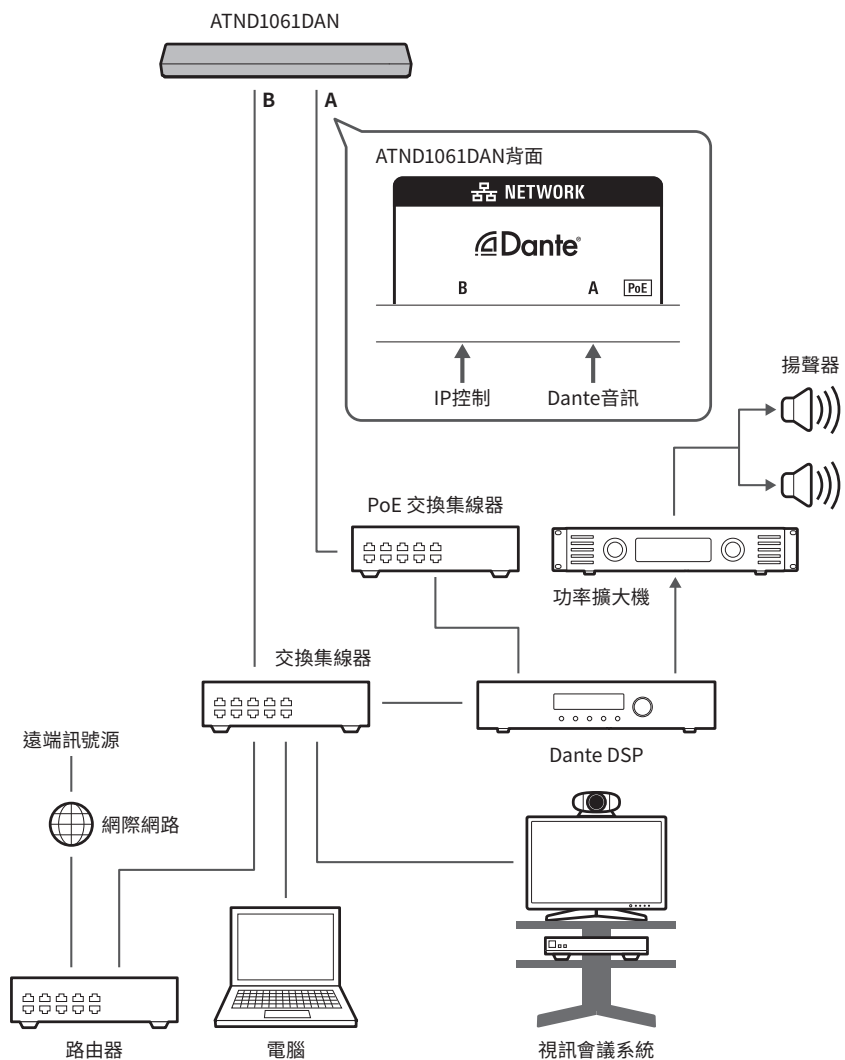 ATND1061DAN
B
A
ATND1061DAN背面
NETWORK
Dante®
B
A
PoE
IP控制
Dante音訊
揚聲器
PoE 交換集線器
功率擴大機
交換集線器
Dante DSP
遠端訊號源
網際網路
路由器
電腦
視訊會議系統